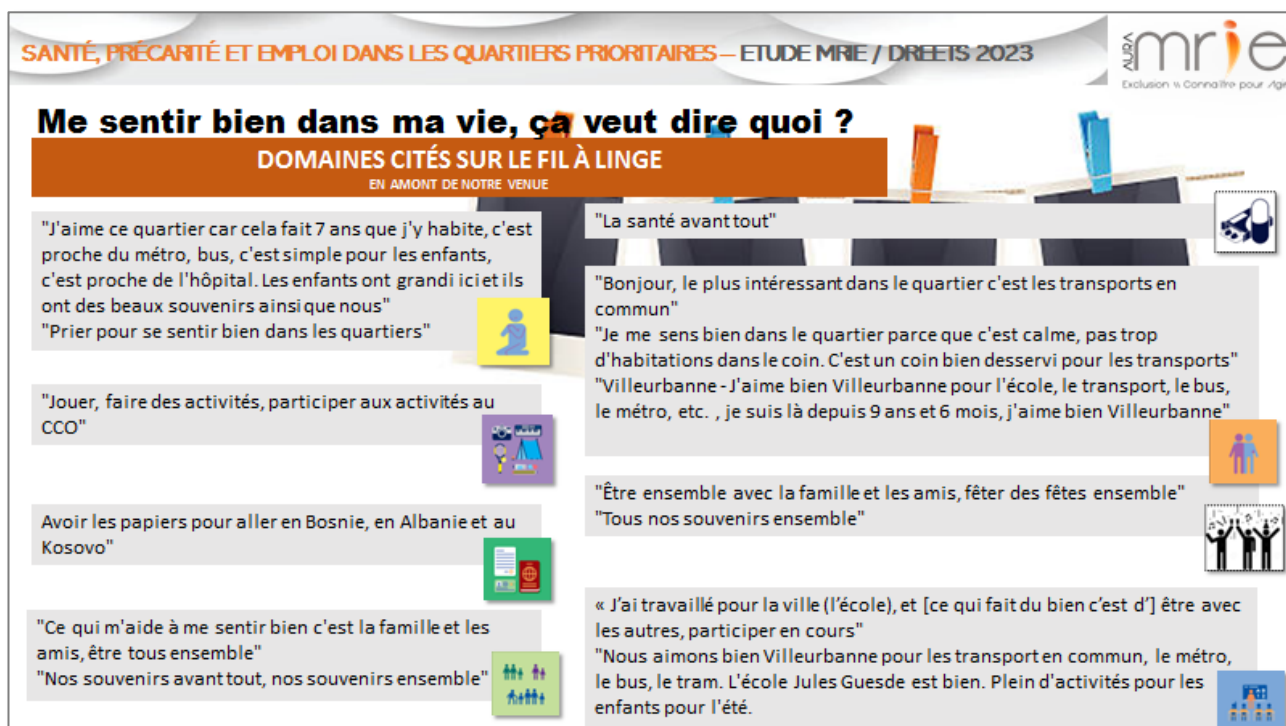 SANTÉ, PRÉCARITÉ ET EMPLOI DANS LES QUARTIERS PRIORITAIRES – ETUDE MRIE / DREETS 2023
AURA mrie
Exclusion » Connaître pour Agir
Me sentir bien dans ma vie, ça veut dire quoi ?
DOMAINES CITÉS SUR LE FIL À LINGE
EN AMONT DE NOTRE VENUE
"J'aime ce quartier car cela fait 7 ans que j'y habite, c'est
proche du métro, bus, c'est simple pour les enfants,
c'est proche de l'hôpital. Les enfants ont grandi ici et ils
ont des beaux souvenirs ainsi que nous"
"Prier pour se sentir bien dans les quartiers"
"Jouer, faire des activités, participer aux activités au
CCO"
Avoir les papiers pour aller en Bosnie, en Albanie et au
Kosovo"
"Ce qui m'aide à me sentir bien c'est la famille et les
amis, être tous ensemble"
"Nos souvenirs avant tout, nos souvenirs ensemble"
"La santé avant tout"
"Bonjour, le plus intéressant dans le quartier c'est les transports en
commun"
"Je me sens bien dans le quartier parce que c'est calme, pas trop
d'habitations dans le coin. C'est un coin bien desservi pour les transports"
"Villeurbanne - J'aime bien Villeurbanne pour l'école, le transport, le bus,
le métro, etc. , je suis là depuis 9 ans et 6 mois, j'aime bien Villeurbanne"
"Être ensemble avec la famille et les amis, fêter des fêtes ensemble"
"Tous nos souvenirs ensemble"
« J'ai travaillé pour la ville (l'école), et [ce qui fait du bien c'est d'] être avec
les autres, participer en cours"
"Nous aimons bien Villeurbanne pour les transport en commun, le métro,
le bus, le tram. L'école Jules Guesde est bien. Plein d'activités pour les
enfants pour l'été.